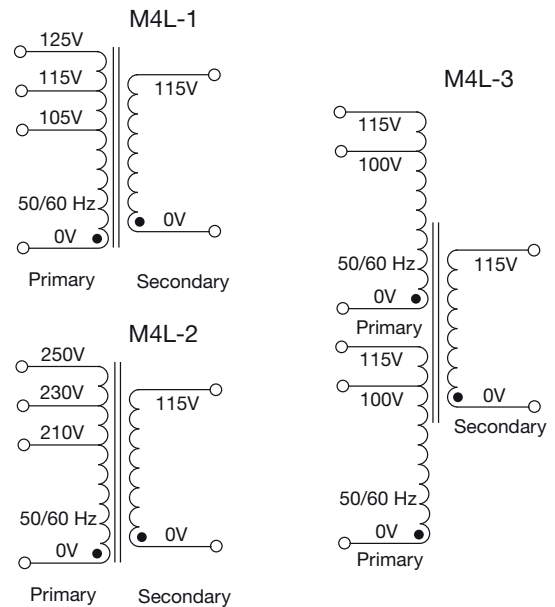 M4L-1
125V
115V
105V
50/60 Hz
0V
Primary
115V
0V
Secondary
M4L-2
250V
230V
210V
50/60 Hz
0V
Primary
115V
0V
Secondary
M4L-3
115V
100V
50/60 Hz
0V
Primary
115V
100V
50/60 Hz
0V
Primary
115V
0V
Secondary